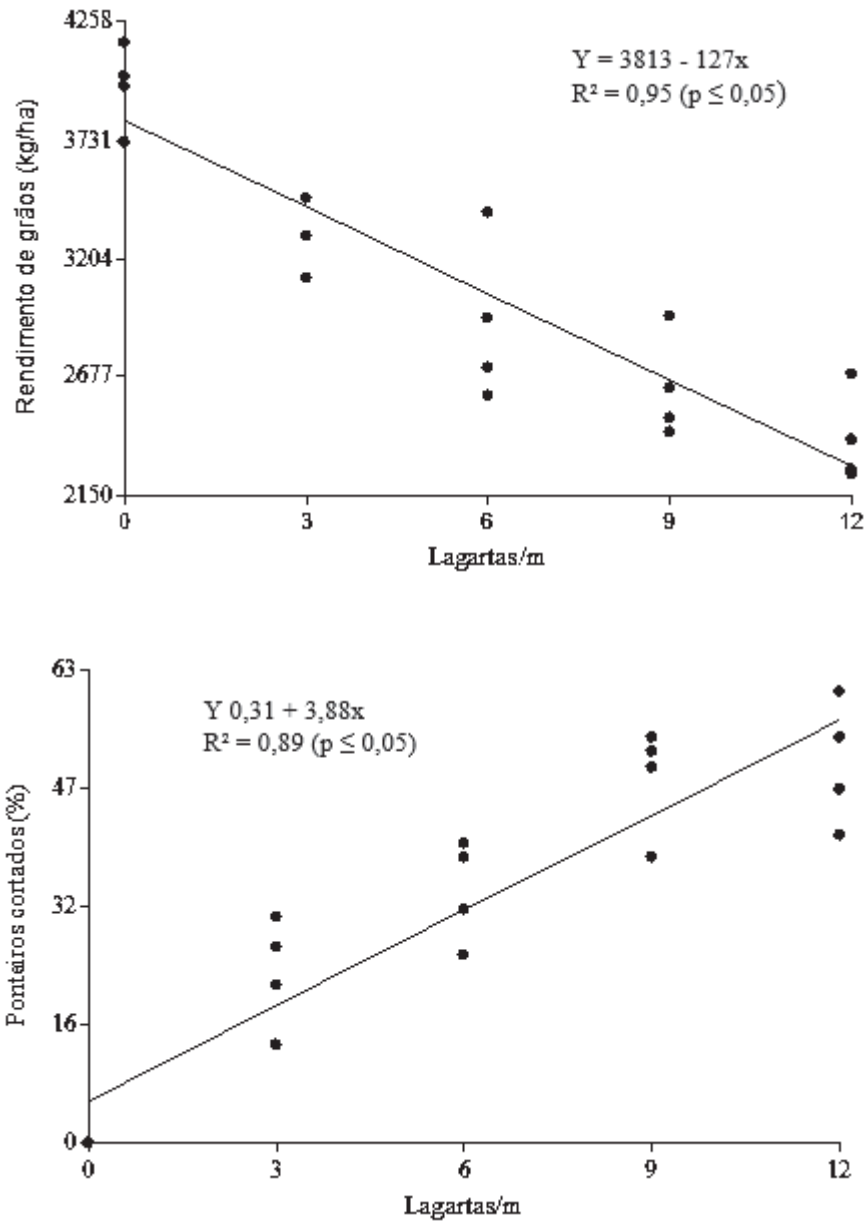 4258
3731
3204
2677
2150
Rendimento de grãos (kg/ha)
Y = 3813 - 127x
R² = 0,95 (p ≤ 0,05)
0 3 6 9 12
Lagartas/m
63
47
32
16
0
Ponteiros cortados (%)
Y 0,31 + 3,88x
R² = 0,89 (p ≤ 0,05)
0 3 6 9 12
Lagartas/m